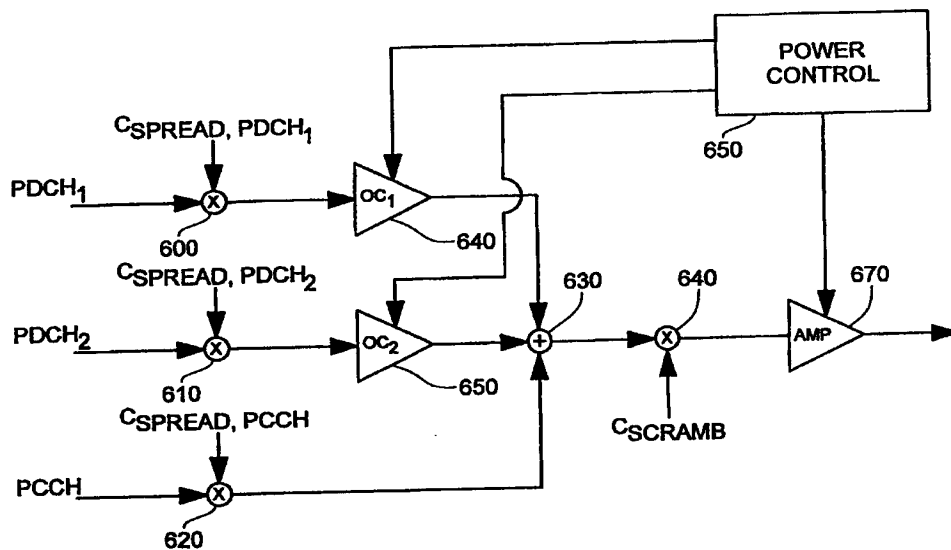 POWER
CONTROL
650
CSPREAD, PDCH1
PDCH1
600
OC1
640
CSPREAD, PDCH2
PDCH2
610
OC2
650
630
640
670
AMP
CSCRAMB
CSPREAD, PCCH
PCCH
620